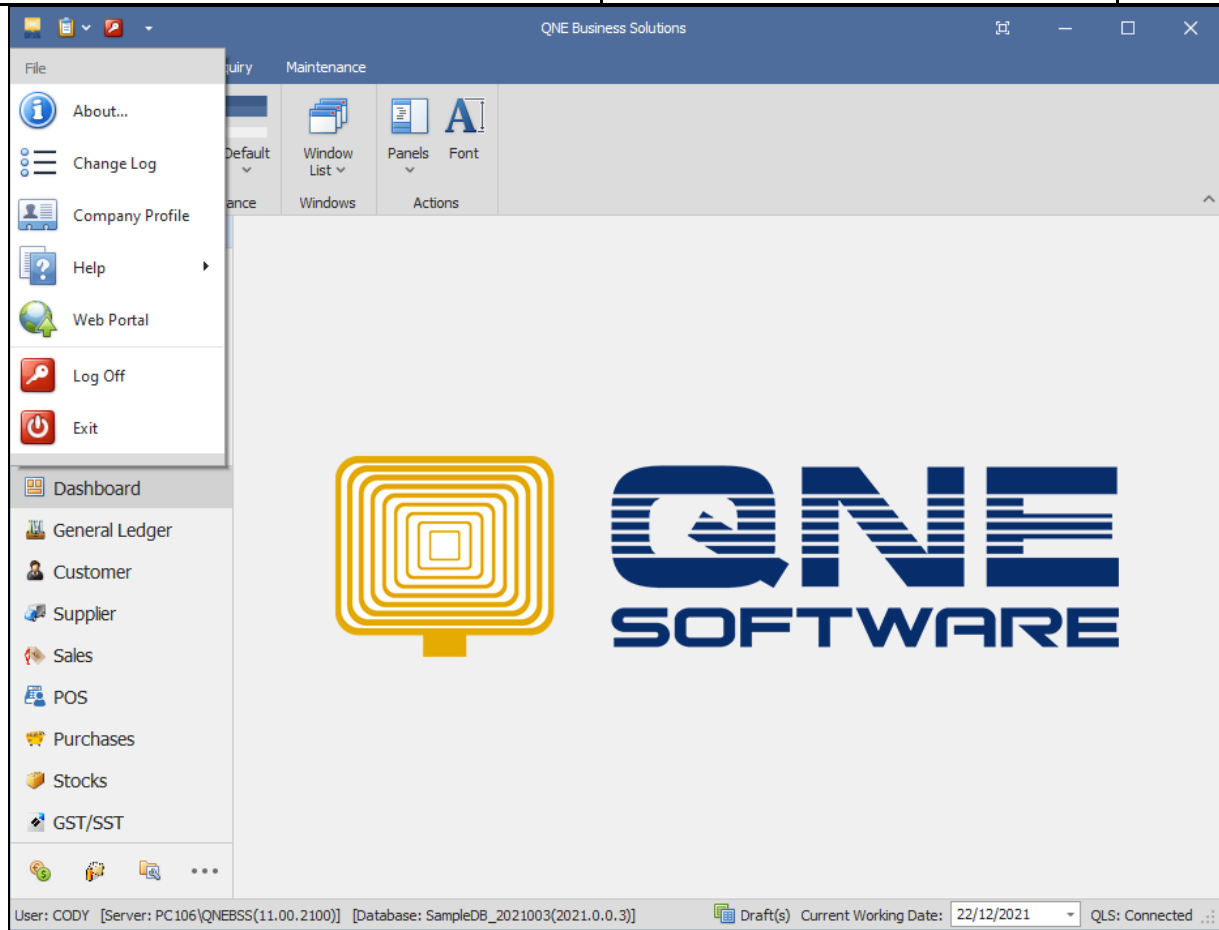 QNE Business Solutions
File
quiry Maintenance
About...
Change Log
Company Profile
Help
Web Portal
Log Off
Exit
Default
Window List
Panels
Font
ance
Windows
Actions
QNE
SOFTWARE
Dashboard
General Ledger
Customer
Supplier
Sales
POS
Purchases
Stocks
GST/SST
User: CODY [Server: PC106\QNEBSS(11.00.2100)] [Database: SampleDB_2021003(2021.0.0.3)] Draft(s) Current Working Date: 22/12/2021 QLS: Connected